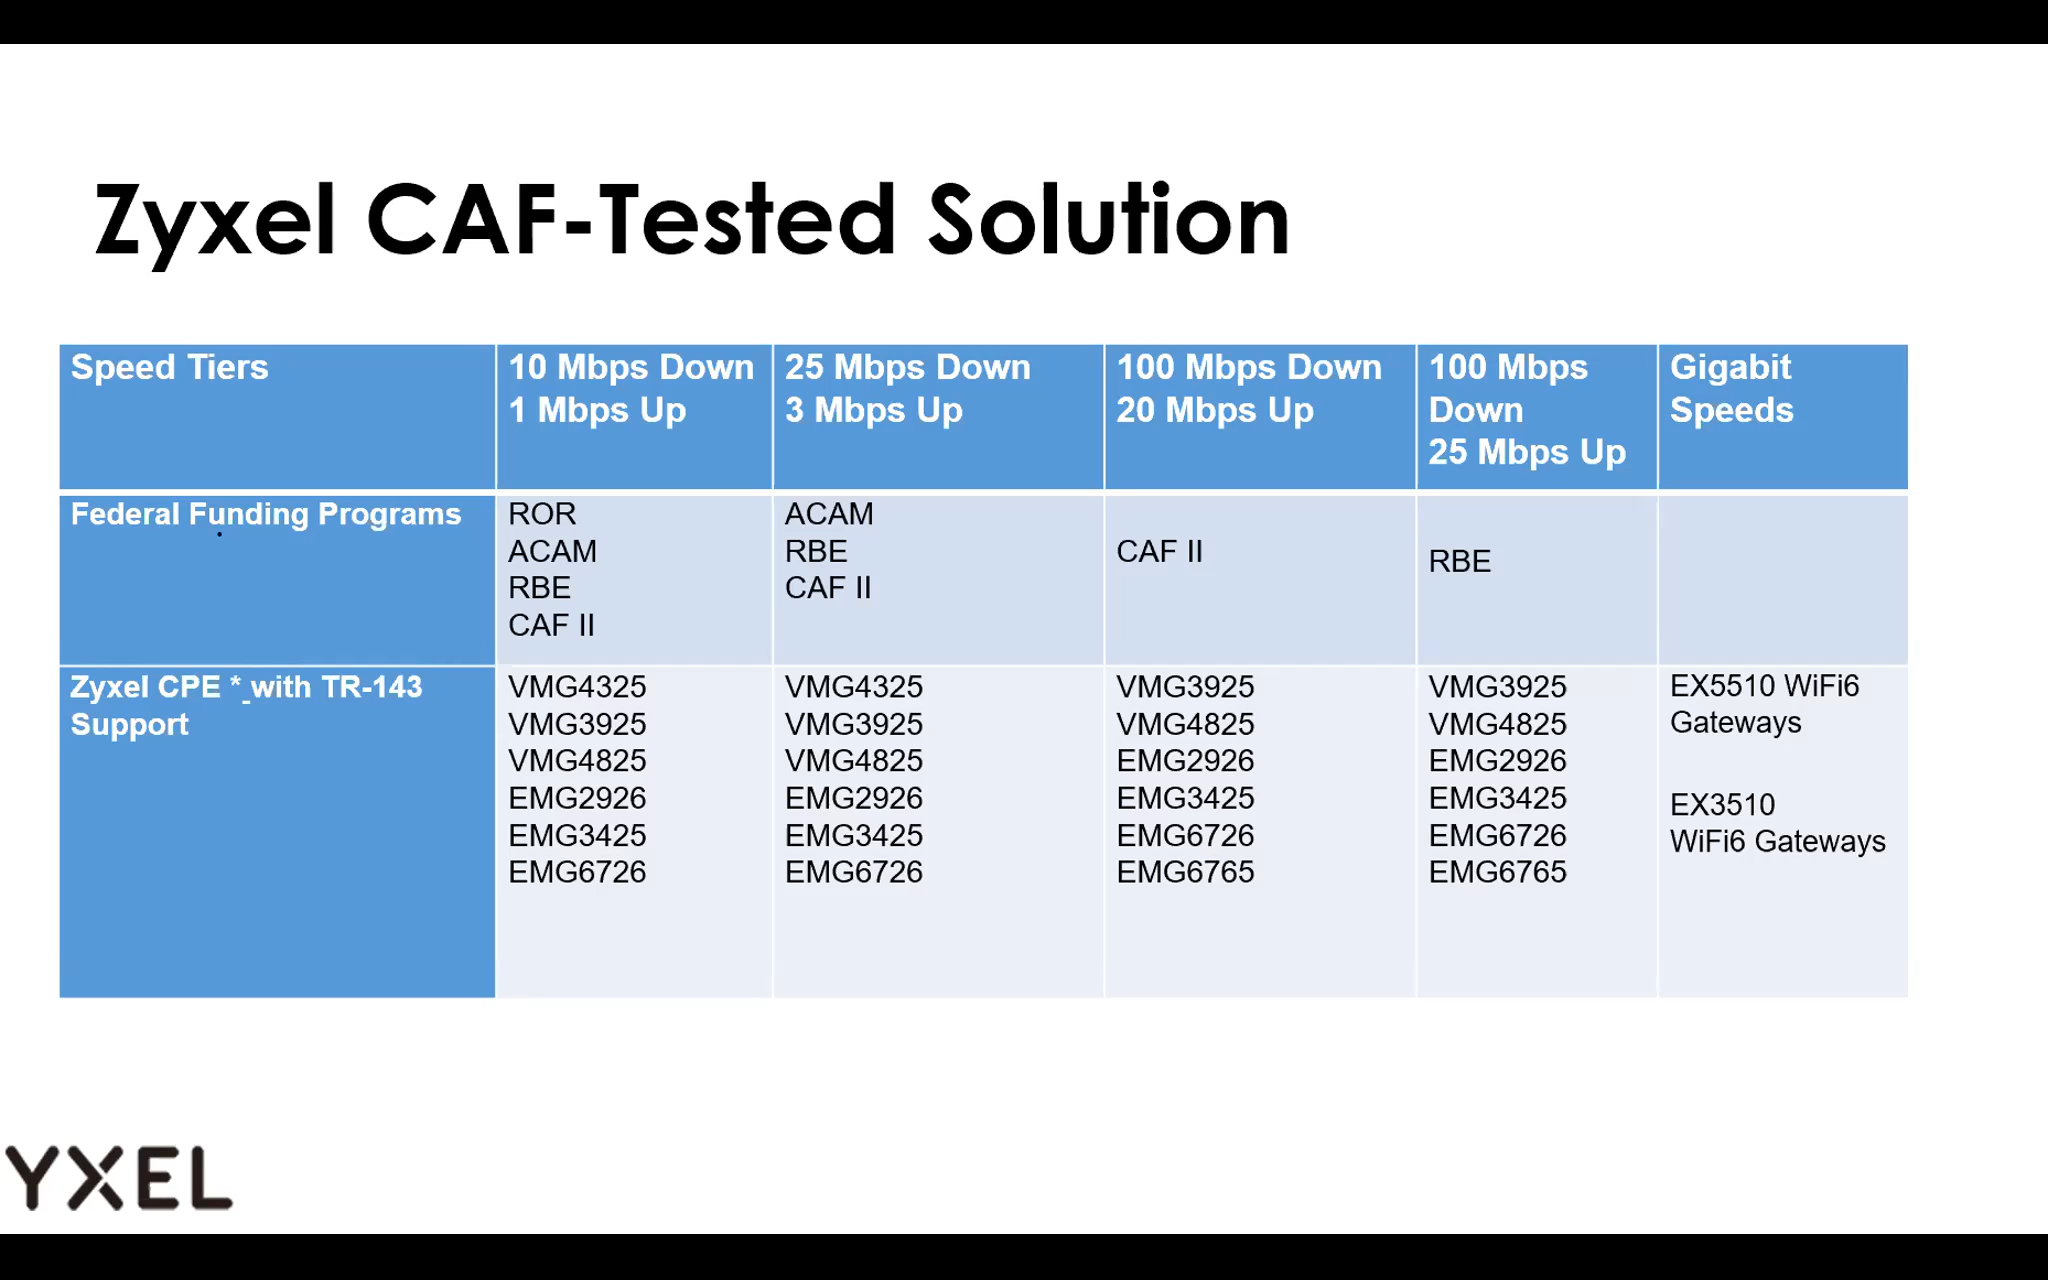 Zyxel CAF-Tested Solution
Speed Tiers
10 Mbps Down
1 Mbps Up
25 Mbps Down
3 Mbps Up
100 Mbps Down
20 Mbps Up
100 Mbps
Down
25 Mbps Up
Gigabit
Speeds
Federal Funding Programs
ROR
ACAM
RBE
CAF II
ACAM
RBE
CAF II
CAF II
RBE
Zyxel CPE *_with TR-143
Support
VMG4325
VMG3925
VMG4825
EMG2926
EMG3425
EMG6726
VMG4325
VMG3925
VMG4825
EMG2926
EMG3425
EMG6726
VMG3925
VMG4825
EMG2926
EMG3425
EMG6726
EMG6765
VMG3925
VMG4825
EMG2926
EMG3425
EMG6726
EMG6765
EX5510 WiFi6
Gateways
EX3510
WiFi6 Gateways
YXEL